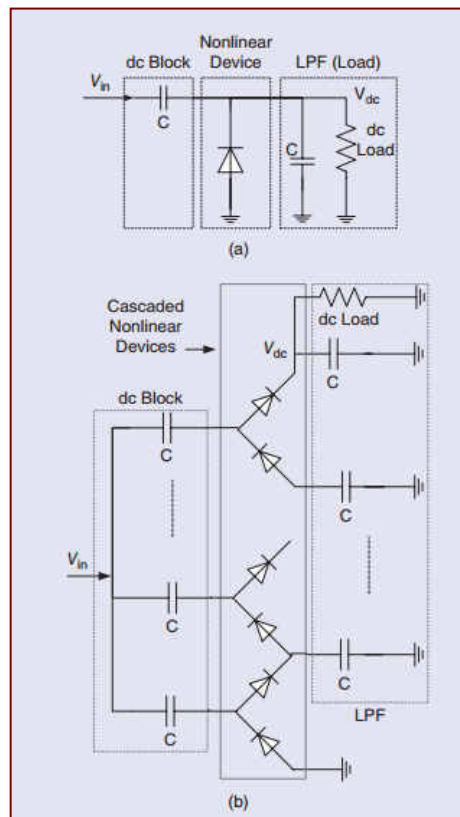 dc Block
Nonlinear
Device
LPF (Load)
Vin
C
C
Vdc
dc
Load
(a)
Cascaded
Nonlinear
Devices
dc Load
Vdc
C
dc Block
C
C
Vin
C
C
C
LPF
(b)